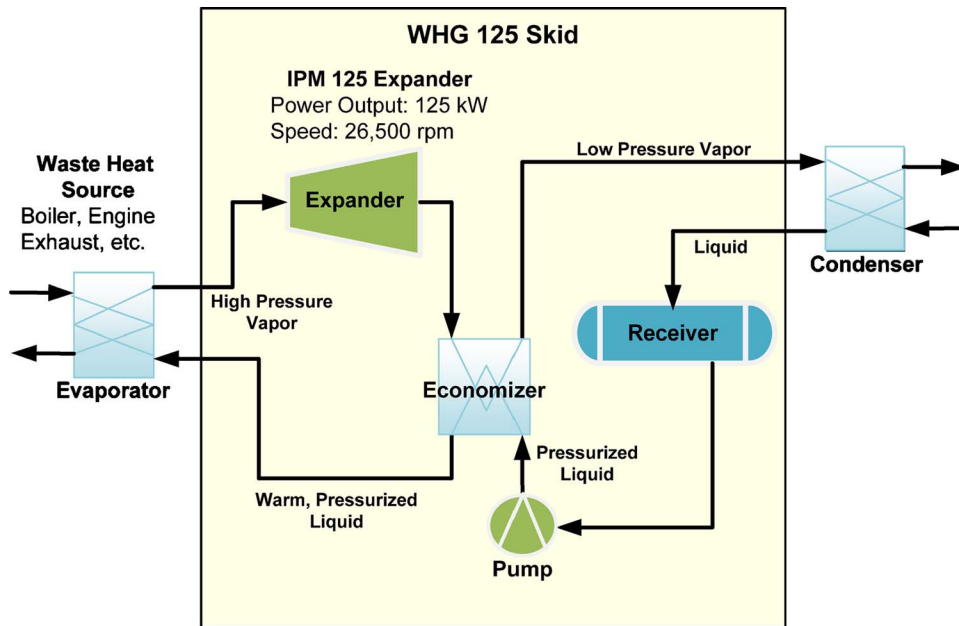 WHG 125 Skid
IPM 125 Expander
Power Output: 125 kW
Speed: 26,500 rpm
Low Pressure Vapor
Waste Heat
Source
Boiler, Engine
Exhaust, etc.
Expander
Liquid
Condenser
High Pressure
Vapor
Receiver
Evaporator
Economizer
Pressurized
Liquid
Warm, Pressurized
Liquid
Pump